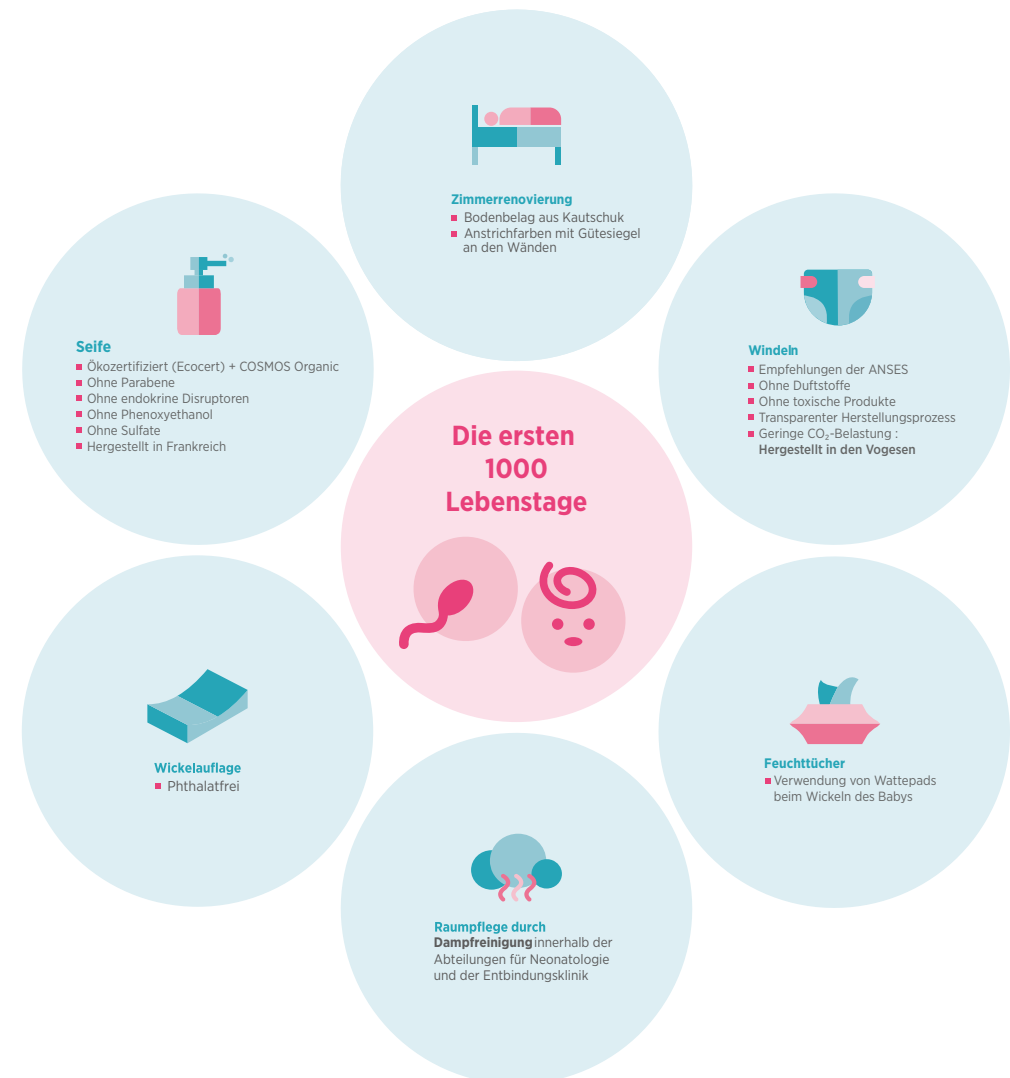 Zimmerrenovierung
Bodenbelag aus Kautschuk
Anstrichfarben mit Gütesiegel
an den Wänden
Seife
Ökozertifiziert (Ecocert) + COSMOS Organic
Ohne Parabene
Ohne endokrine Disruptoren
Ohne Phenoxyethanol
Ohne Sulfate
Hergestellt in Frankreich
Windeln
Empfehlungen der ANSES
Ohne Duftstoffe
Ohne toxische Produkte
Transparenter Herstellungsprozess
Geringe CO₂-Belastung :
Hergestellt in den Vogesen
Die ersten
1000
Lebenstage
Wickelauflage
Phthalatfrei
Feuchttücher
Verwendung von Wattepads
beim Wickeln des Babys
Raumpflege durch
Dampfreinigung innerhalb der
Abteilungen für Neonatologie
und der Entbindungsklinik